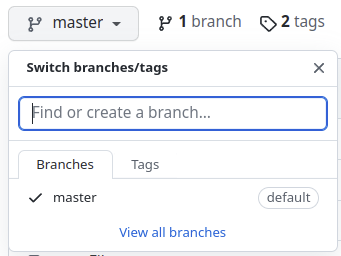 master 1 branch 2 tags
Switch branches/tags
Find or create a branch...
Branches Tags
master default
View all branches